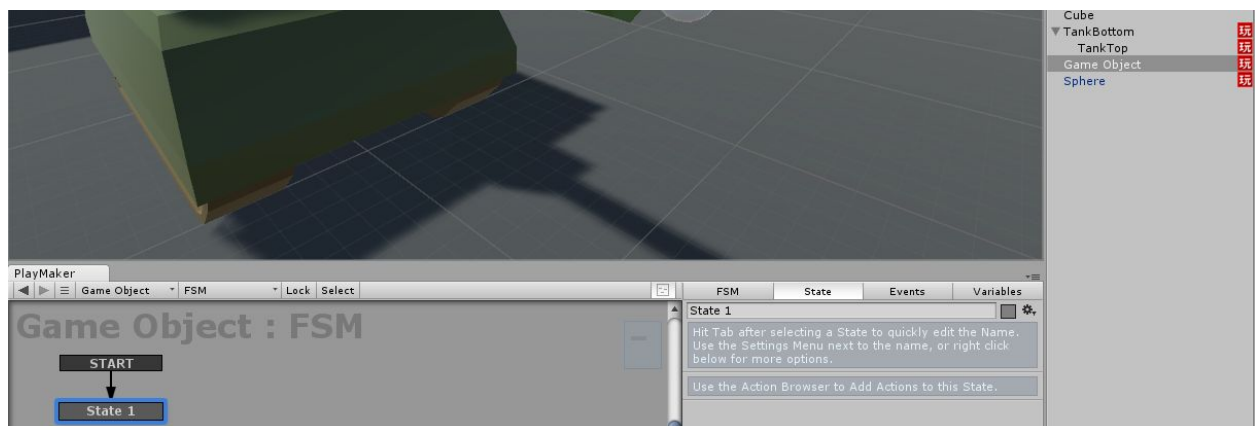 Cube
TankBottom 玩
TankTop 玩
Game Object 玩
Sphere 玩
PlayMaker
Game Object FSM Lock Select
FSM State Events Variables
Game Object : FSM
START
State 1
State 1
Hit Tab after selecting a State to quickly edit the Name.
Use the Settings Menu next to the name, or right click
below for more options.
Use the Action Browser to Add Actions to this State.